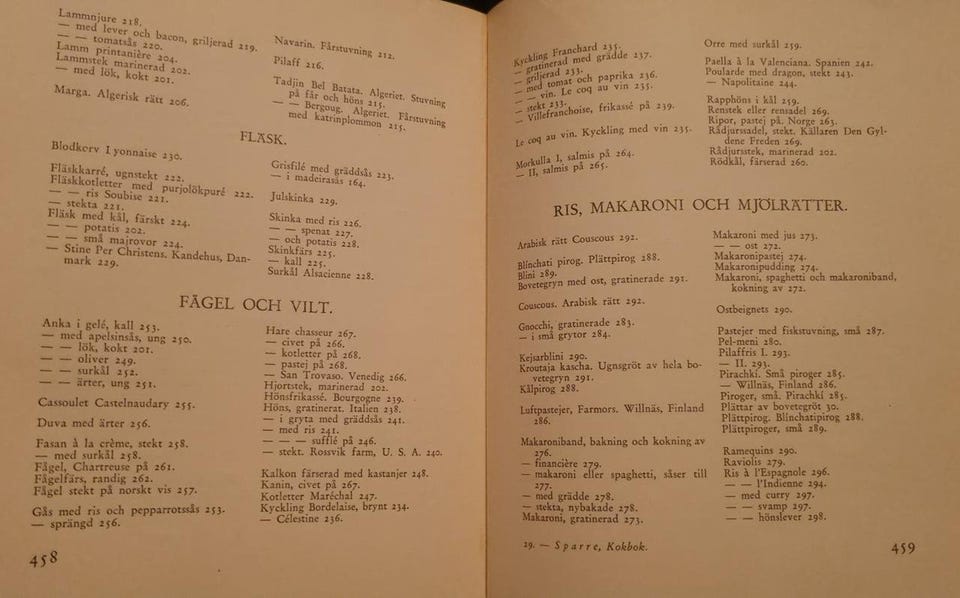 Lammnjure 218.
— med lever och bacon, griljerad 219.
— — tomatsås 220.
Lamm printanière 204.
Lammstek marinerad 202.
— med lök, kokt 201.
Marga. Algerisk rätt 206.
Navarin. Fårstuvning 212.
Pilaff 216.
Tadjin Bel Batata. Algeriet. Stuvning
på får och höns 215.
— — Bergoug. Algeriet. Fårstuvning
med katrinplommon 215.
FLÄSK.
Blodkorv Lyonnaise 230.
Fläskkarré, ugnstekt 222.
Fläskkotletter med purjolökpuré 222.
— — ris Soubise 221.
— stekta 221.
Fläsk med kål, färskt 224.
— — potatis 202.
— — små majrovor 224.
— Stine Per Christens. Kandehus, Dan-
mark 229.
Grisfilé med gräddsås 223.
— i madeirasås 164.
Julskinka 229.
Skinka med ris 226.
— — spenat 227.
— och potatis 228.
Skinkfärs 225.
— kall 225.
Surkål Alsacienne 228.
FÅGEL OCH VILT.
Anka i gelé, kall 253.
— med apelsinsås, ung 250.
— — lök, kokt 201.
— — oliver 249.
— — surkål 252.
— — ärter, ung 251.
Cassoulet Castelnaudary 255.
Duva med ärter 256.
Fasan à la crème, stekt 258.
— med surkål 258.
Fågel, Chartreuse på 261.
Fågelfärs, randig 262.
Fågel stekt på norskt vis 257.
Gås med ris och pepparrotssås 253.
— sprängd 256.
Hare chasseur 267.
— civet på 266.
— kotletter på 268.
— pastej på 268.
— San Trovaso. Venedig 266.
Hjortstek, marinerad 202.
Hönsfrikassé. Bourgogne 239.
Höns, gratinerat. Italien 238.
— i gryta med gräddsås 241.
— med ris 241.
— — — sufflé på 246.
— stekt. Rossvik farm, U. S. A. 240.
Kalkon färserad med kastanjer 248.
Kanin, civet på 267.
Kotletter Maréchal 247.
Kyckling Bordelaise, brynt 234.
— Célestine 236.
458
Kyckling Franchard 235.
— gratinerad med grädde 237.
— griljerad 233.
— med tomat och paprika 236.
— — vin. Le coq au vin 235.
— stekt 233.
— Villefranchoise, frikassé på 239.
Le coq au vin. Kyckling med vin 235.
Morkulla I, salmis på 264.
— II, salmis på 265.
Orre med surkål 259.
Paella à la Valenciana. Spanien 242.
Poularde med dragon, stekt 243.
— Napolitaine 244.
Rapphöns i kål 259.
Renstek eller rensadel 269.
Ripor, pastej på. Norge 263.
Rådjurssadel, stekt. Källaren Den Gyl-
dene Freden 269.
Rådjursstek, marinerad 202.
Rödkål, färserad 260.
RIS, MAKARONI OCH MJÖLRÄTTER.
Arabisk rätt Couscous 292.
Blinchati pirog. Plättpirog 288.
Blini 289.
Bovetegryn med ost, gratinerade 291.
Couscous. Arabisk rätt 292.
Gnocchi, gratinerade 283.
— i små grytor 284.
Kejsarblini 290.
Kroutaja kascha. Ugnsgröt av hela bo-
vetegryn 291.
Kålpirog 288.
Luftpastejer, Farmors. Willnäs, Finland
286.
Makaroniband, bakning och kokning av
276.
— financière 279.
— makaroni eller spaghetti, såser till
277.
— med grädde 278.
— stekta, nybakade 278.
Makaroni, gratinerad 273.
Makaroni med jus 273.
— — ost 272.
Makaronipastej 274.
Makaronipudding 274.
Makaroni, spaghetti och makaroniband,
kokning av 272.
Ostbeignets 290.
Pastejer med fiskstuvning, små 287.
Pel-meni 280.
Pilaffris I. 293.
— II. 293.
Pirachki. Små piroger 285.
— Willnäs, Finland 286.
Piroger, små. Pirachki 285.
Plättar av bovetegröt 30.
Plättpirog. Blinchatipirog 288.
Plättpiroger, små 289.
Ramequins 290.
Raviolis 279.
Ris à l'Espagnole 296.
— — l'Indienne 294.
— med curry 297.
— — svamp 297.
— — hönslever 298.
29. — Sparre, Kokbok.
459